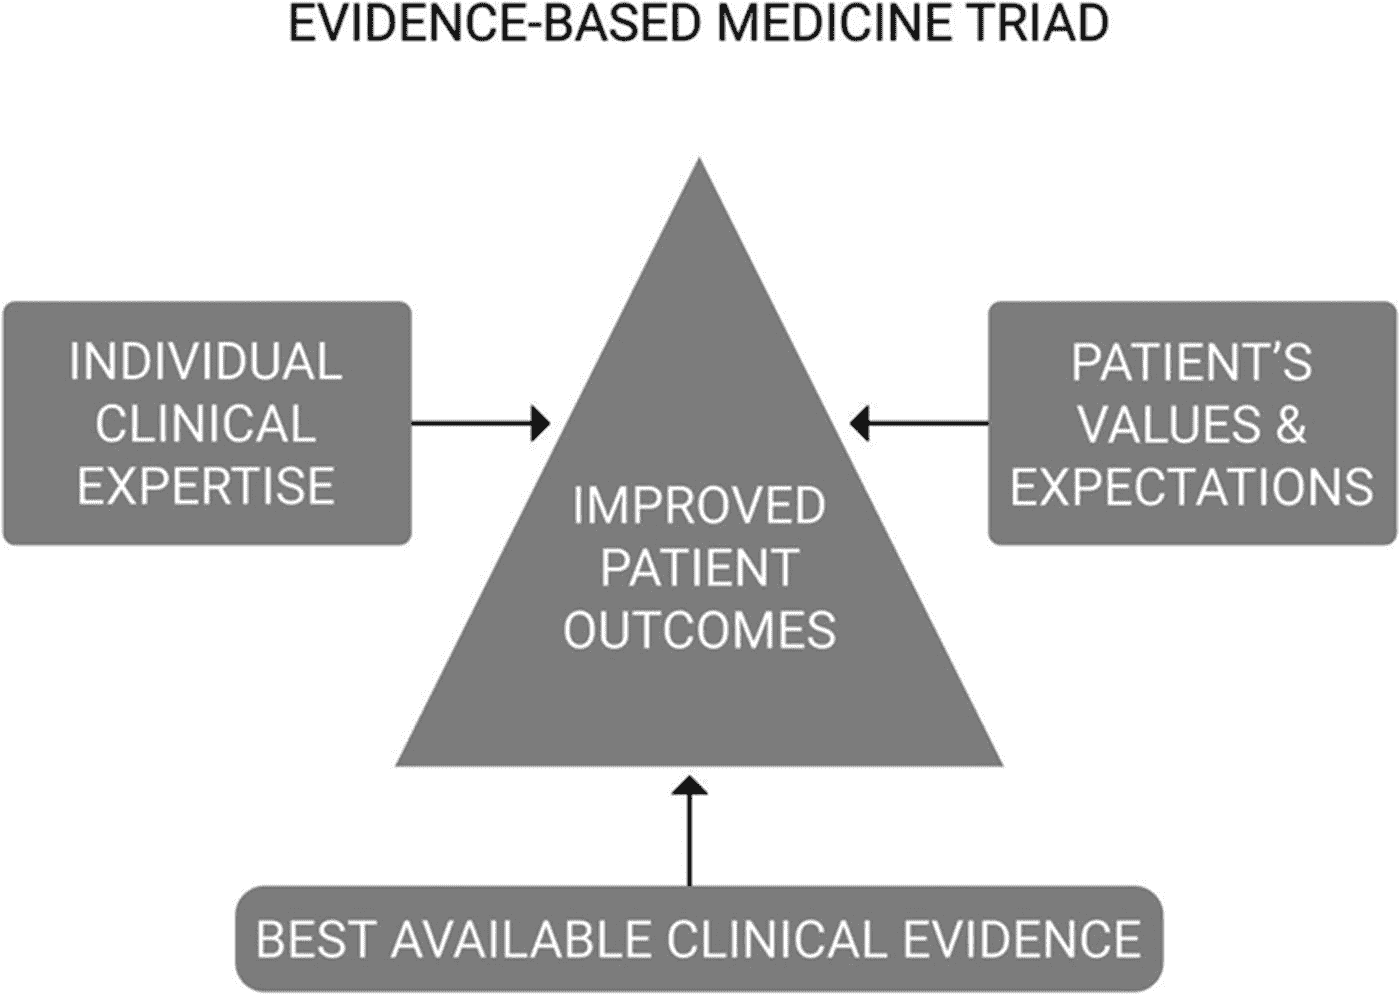 EVIDENCE-BASED MEDICINE TRIAD
INDIVIDUAL
CLINICAL
EXPERTISE
PATIENT’S
VALUES &
EXPECTATIONS
IMPROVED
PATIENT
OUTCOMES
BEST AVAILABLE CLINICAL EVIDENCE